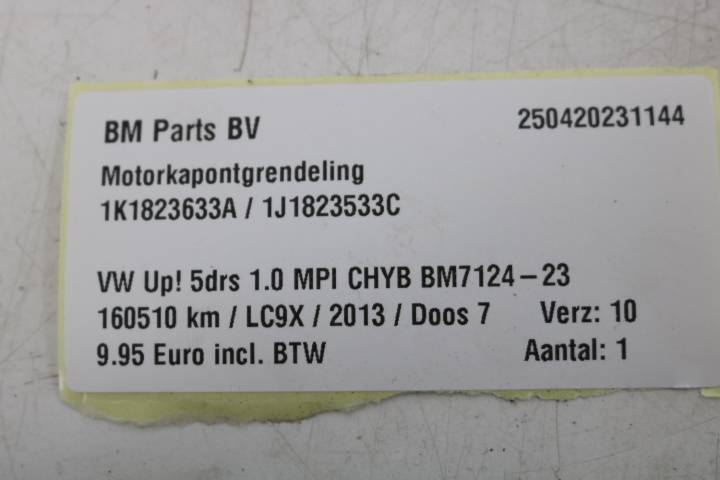 BM Parts BV 250420231144
Motorkapontgrendeling
1K1823633A / 1J1823533C
VW Up! 5drs 1.0 MPI CHYB BM7124-23
160510 km / LC9X / 2013 / Doos 7 Verz: 10
9.95 Euro incl. BTW Aantal: 1